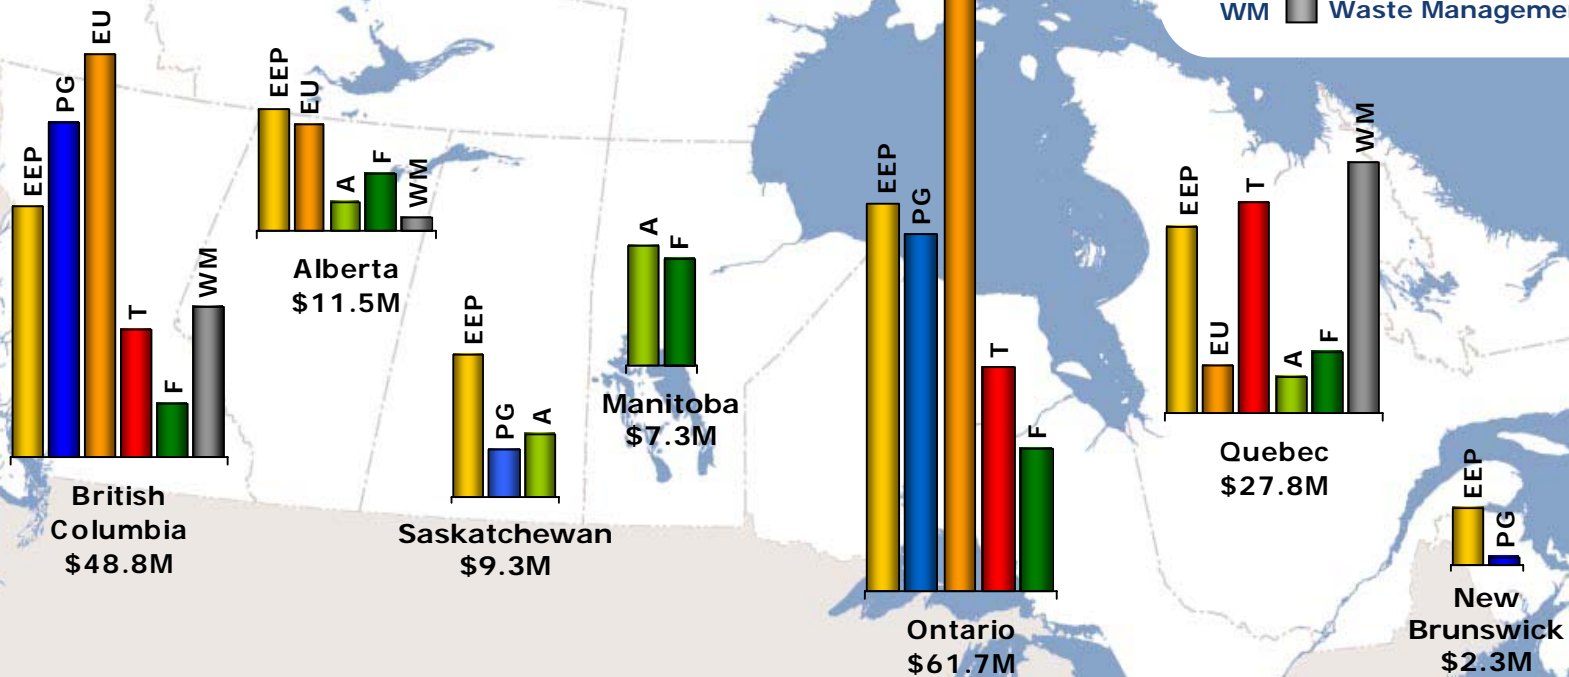 WM Waste Manageme
EEP
PG
EU
T
F
WM
British
Columbia
$48.8M
EEP
EU
A
F
WM
Alberta
$11.5M
EEP
PG
A
Saskatchewan
$9.3M
A
F
Manitoba
$7.3M
EEP
PG
T
F
Ontario
$61.7M
EEP
EU
T
A
F
WM
Quebec
$27.8M
EEP
PG
New
Brunswick
$2.3M